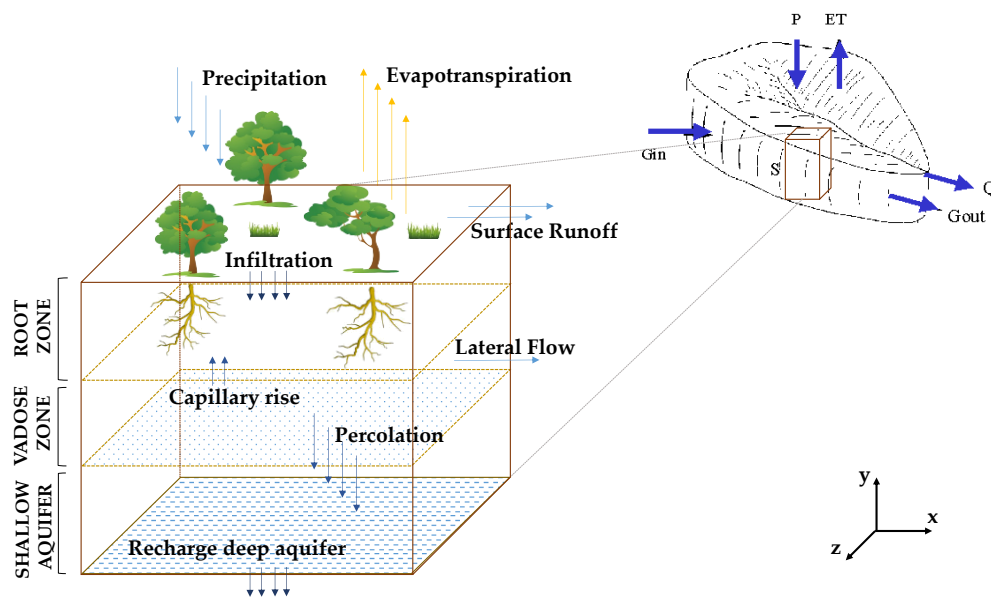 P
ET
Precipitation
Evapotranspiration
Gin
S
Q
Gout
Surface Runoff
Infiltration
ROOT
ZONE
Lateral Flow
Capillary rise
VADOSE
ZONE
Percolation
SHALLOW
AQUIFER
Recharge deep aquifer
y
x
z